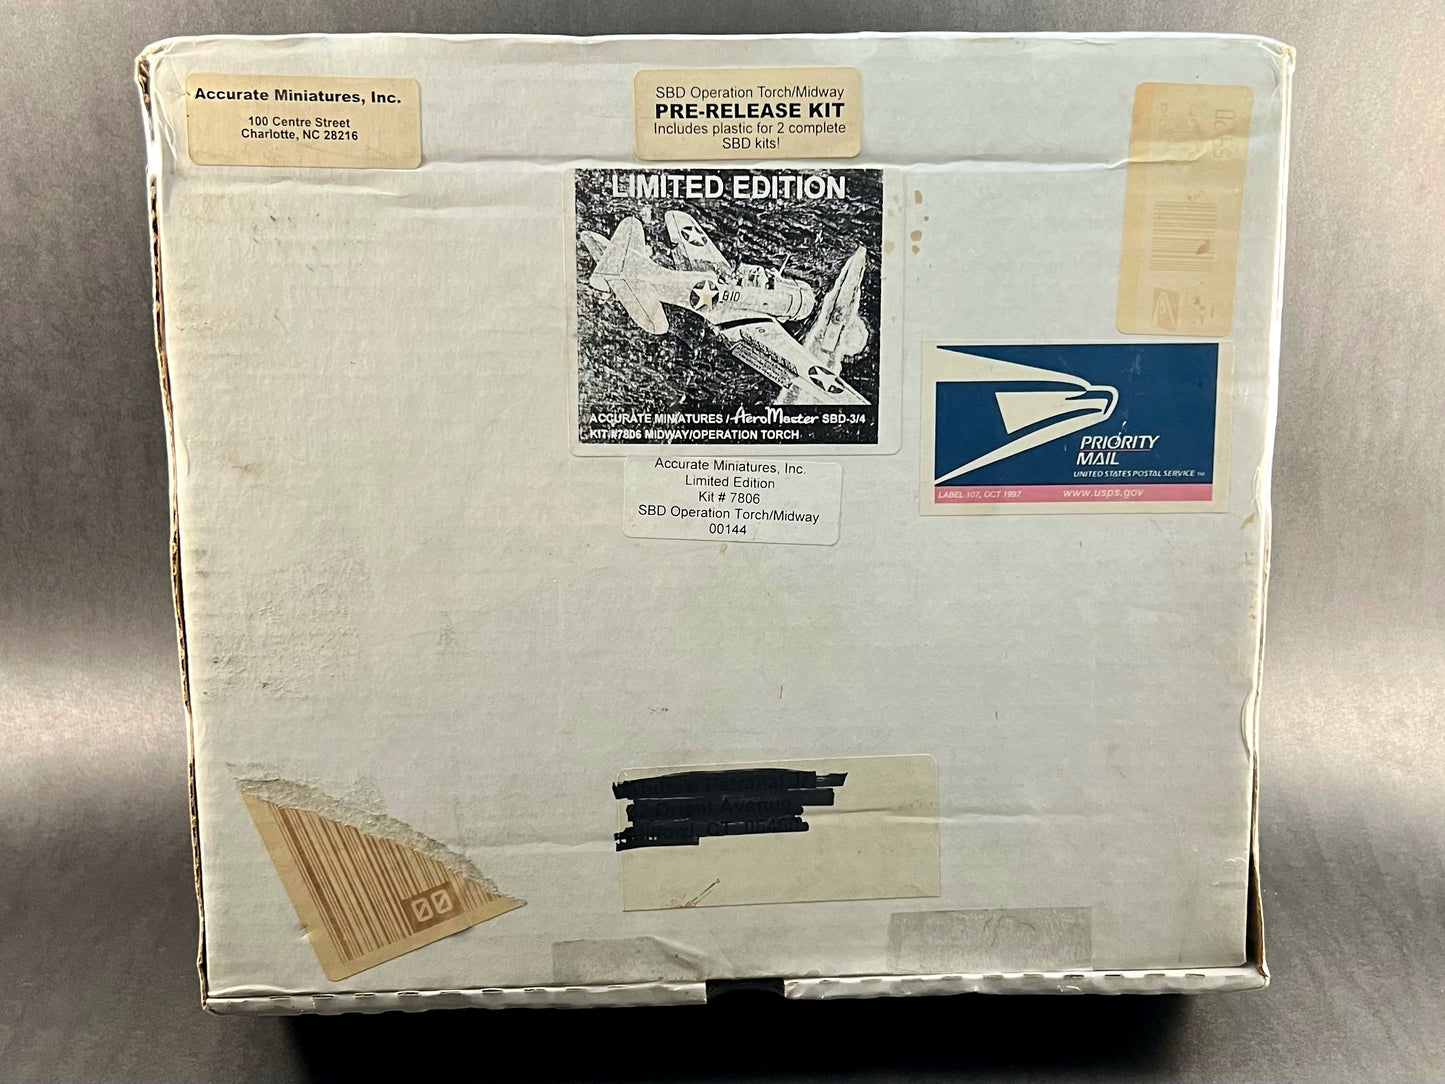 Accurate Miniatures, Inc.
100 Centre Street
Charlotte, NC 28216
SBD Operation Torch/Midway
PRE-RELEASE KIT
Includes plastic for 2 complete
SBD kits!
LIMITED EDITION
B10
ACCURATE MINIATURES / AeroMaster SBD-3/4
KIT #7806 MIDWAY/OPERATION TORCH
Accurate Miniatures, Inc.
Limited Edition
Kit # 7806
SBD Operation Torch/Midway
00144
PRIORITY
MAIL
UNITED STATES POSTAL SERVICE ™
LABEL 107, OCT 1997 www.usps.gov
00